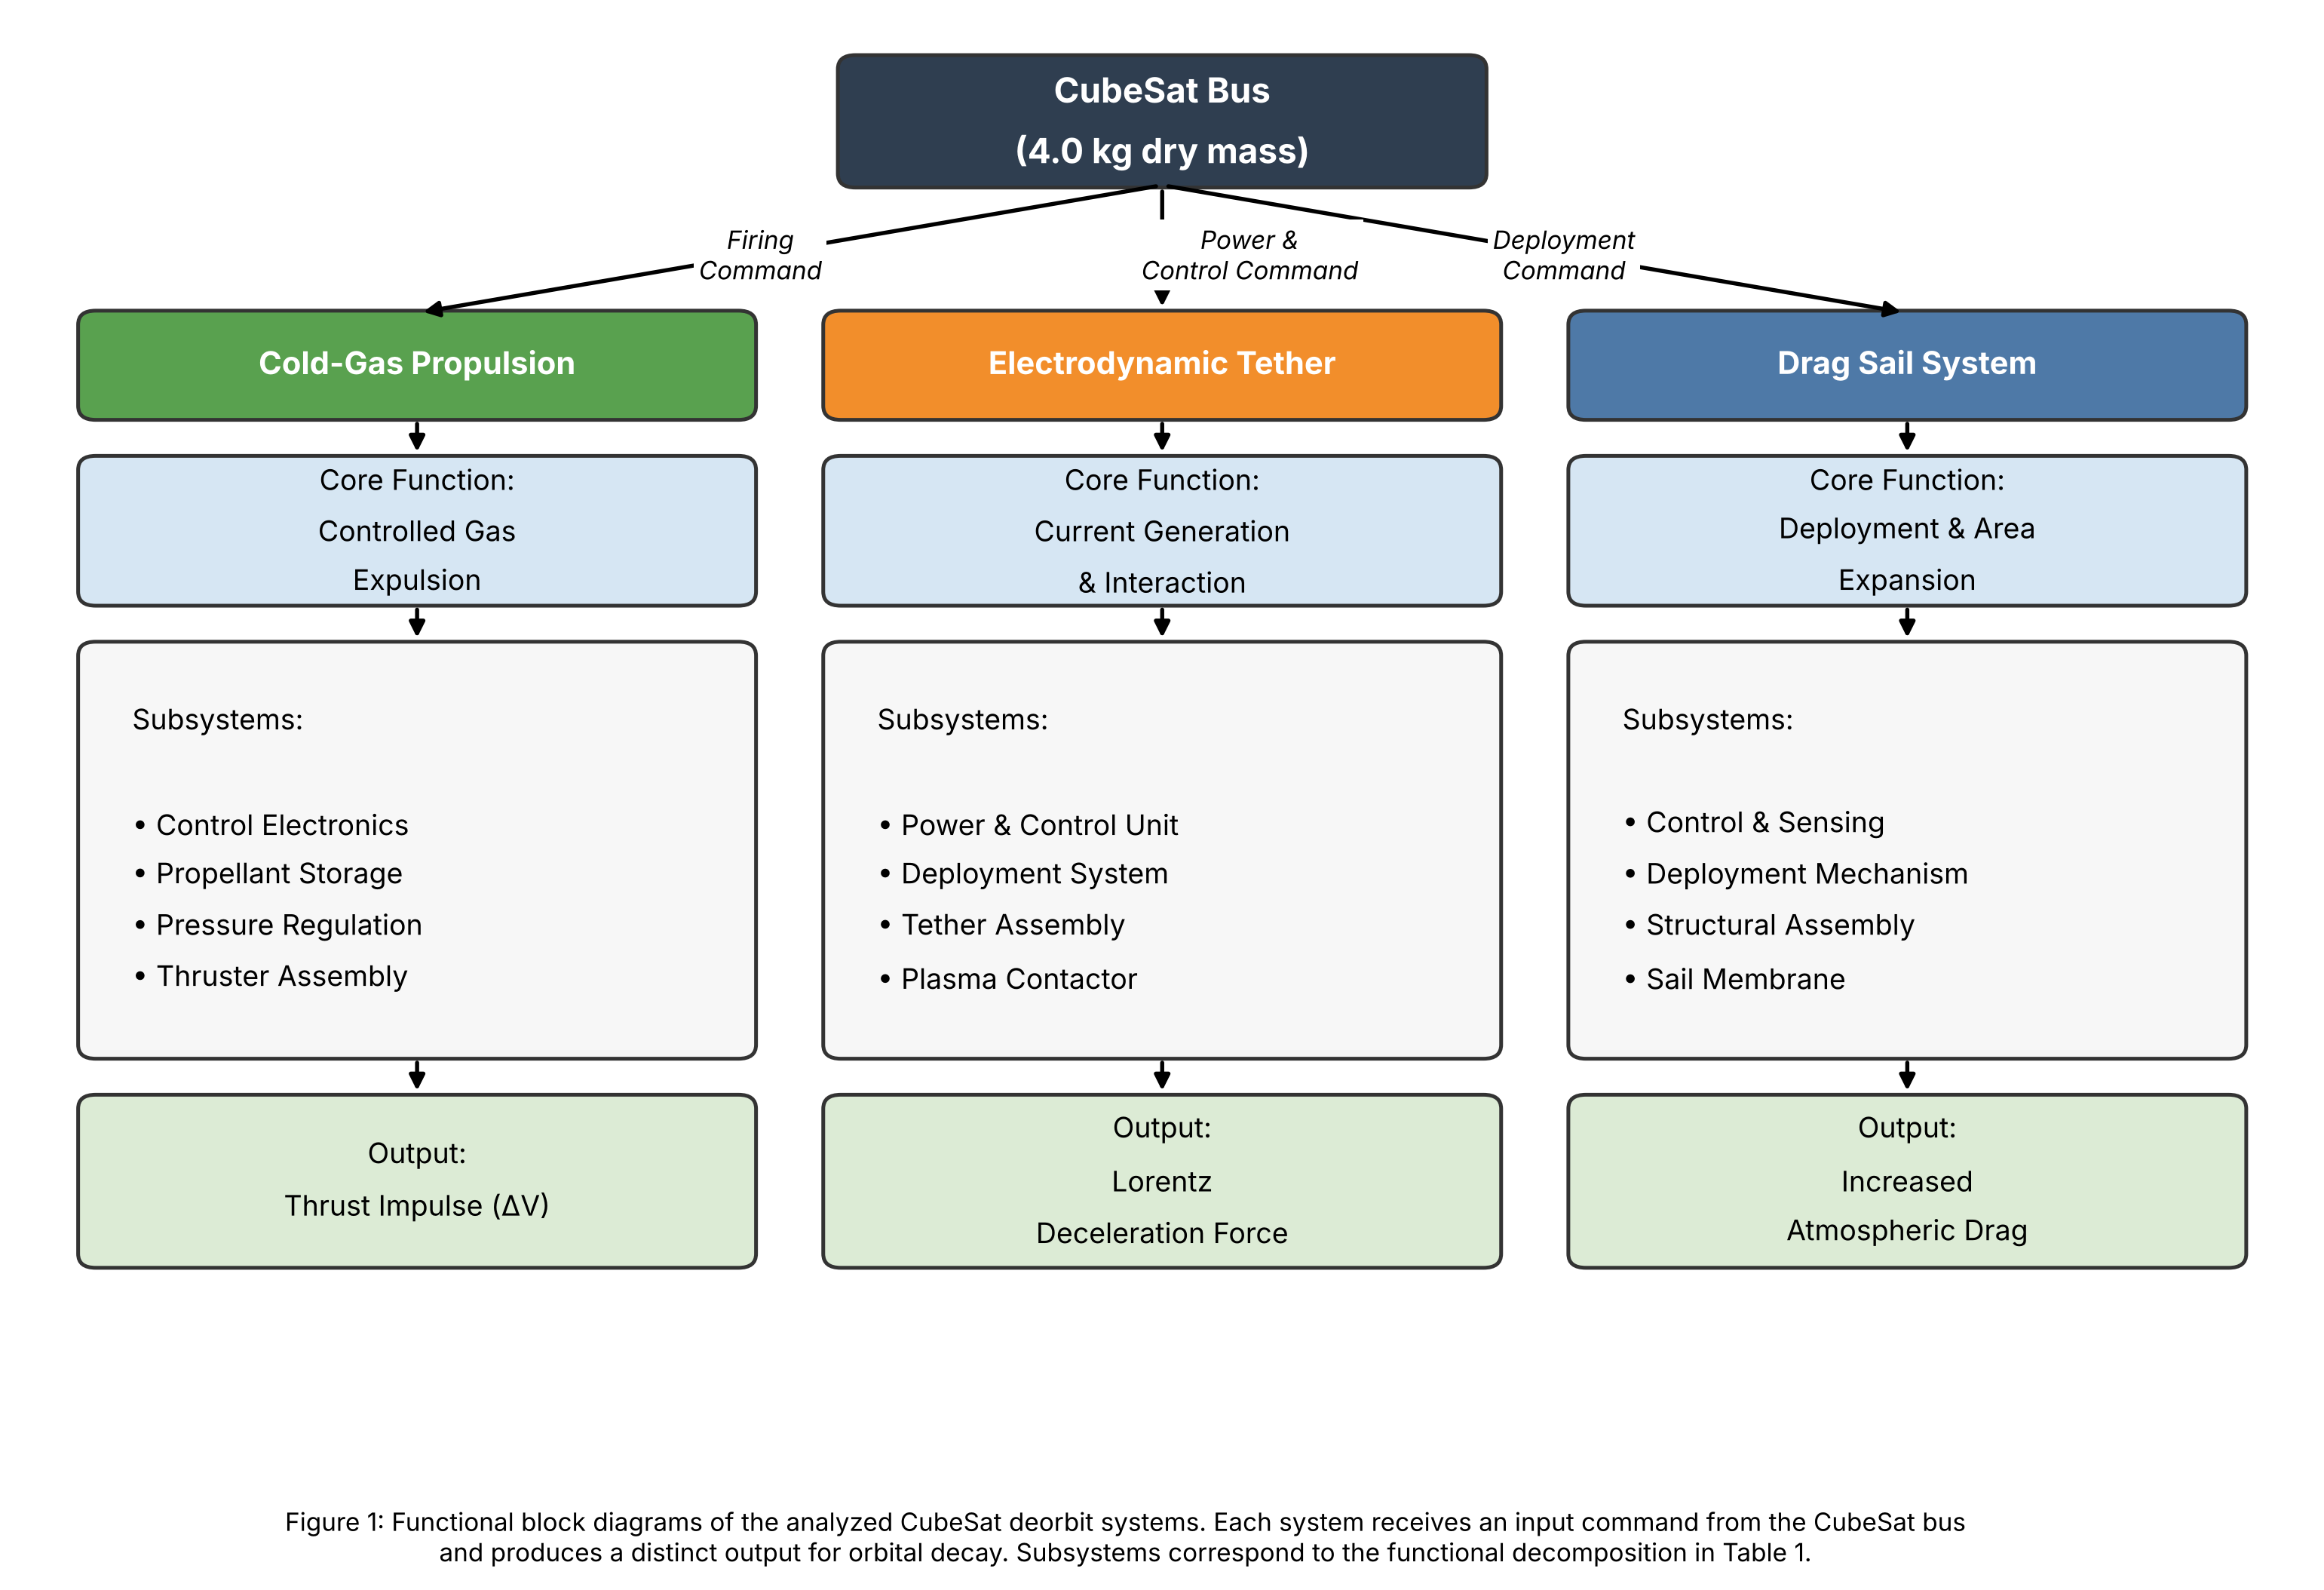 CubeSat Bus
(4.0 kg dry mass)
Firing
Command
Power &
Control Command
Deployment
Command
Cold-Gas Propulsion
Electrodynamic Tether
Drag Sail System
Core Function:
Controlled Gas
Expulsion
Core Function:
Current Generation
& Interaction
Core Function:
Deployment & Area
Expansion
Subsystems:
• Control Electronics
• Propellant Storage
• Pressure Regulation
• Thruster Assembly
Subsystems:
• Power & Control Unit
• Deployment System
• Tether Assembly
• Plasma Contactor
Subsystems:
• Control & Sensing
• Deployment Mechanism
• Structural Assembly
• Sail Membrane
Output:
Thrust Impulse (ΔV)
Output:
Lorentz
Deceleration Force
Output:
Increased
Atmospheric Drag
Figure 1: Functional block diagrams of the analyzed CubeSat deorbit systems. Each system receives an input command from the CubeSat bus
and produces a distinct output for orbital decay. Subsystems correspond to the functional decomposition in Table 1.